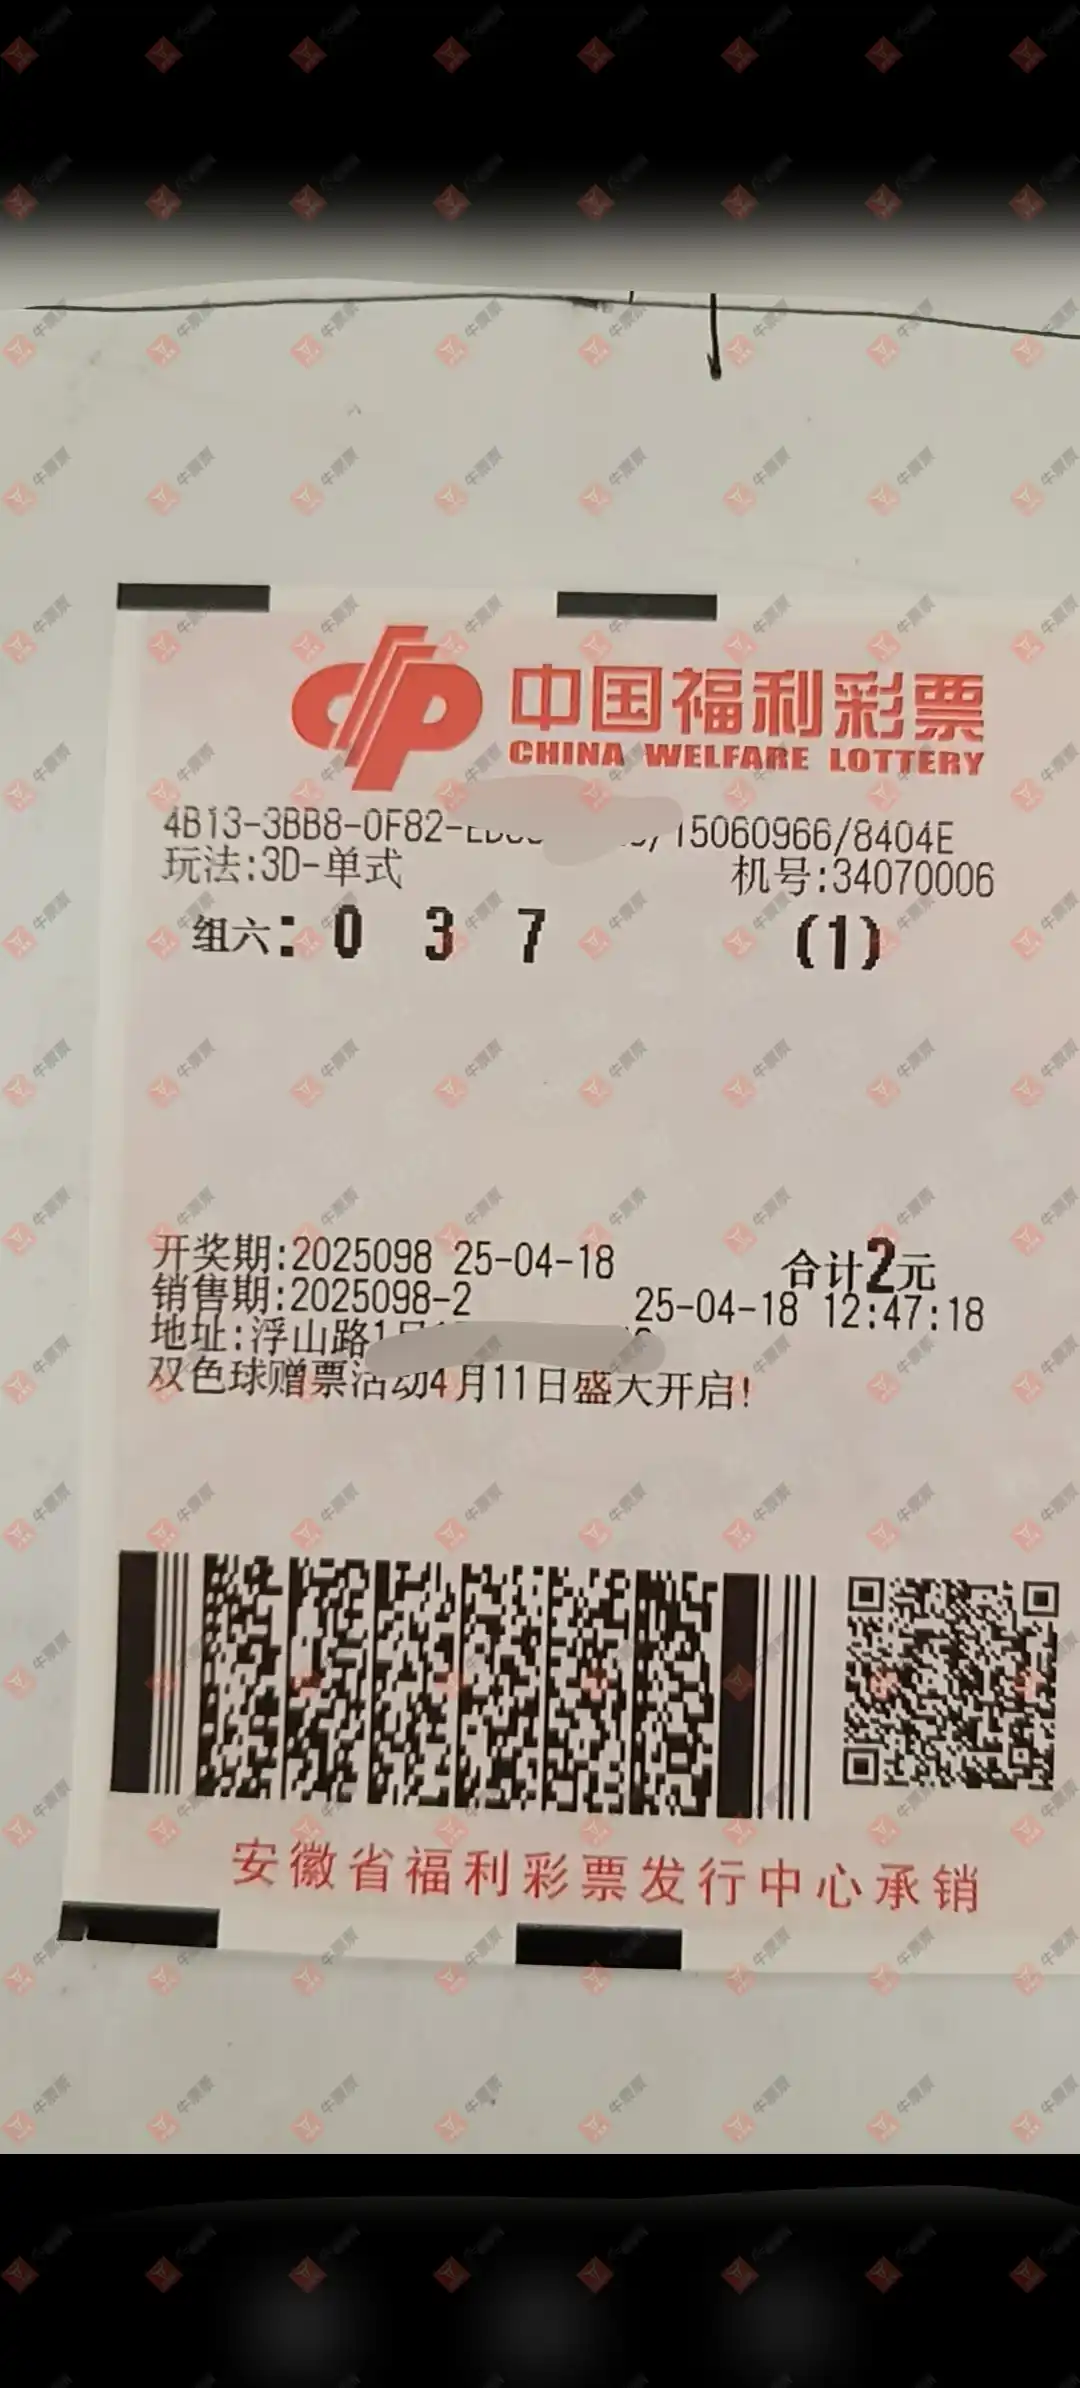 中国福利彩票
CHINA WELFARE LOTTERY
4B13-3BB8-0F82- 15060966/8404E
玩法:3D-单式 机号:34070006
组六: 0 3 7 (1)
开奖期:2025098 25-04-18 合计2元
销售期:2025098-2 25-04-18 12:47:18
地址:浮山路1号
双色球赠票活动4月11日盛大开启!
安徽省福利彩票发行中心承销
牛票票